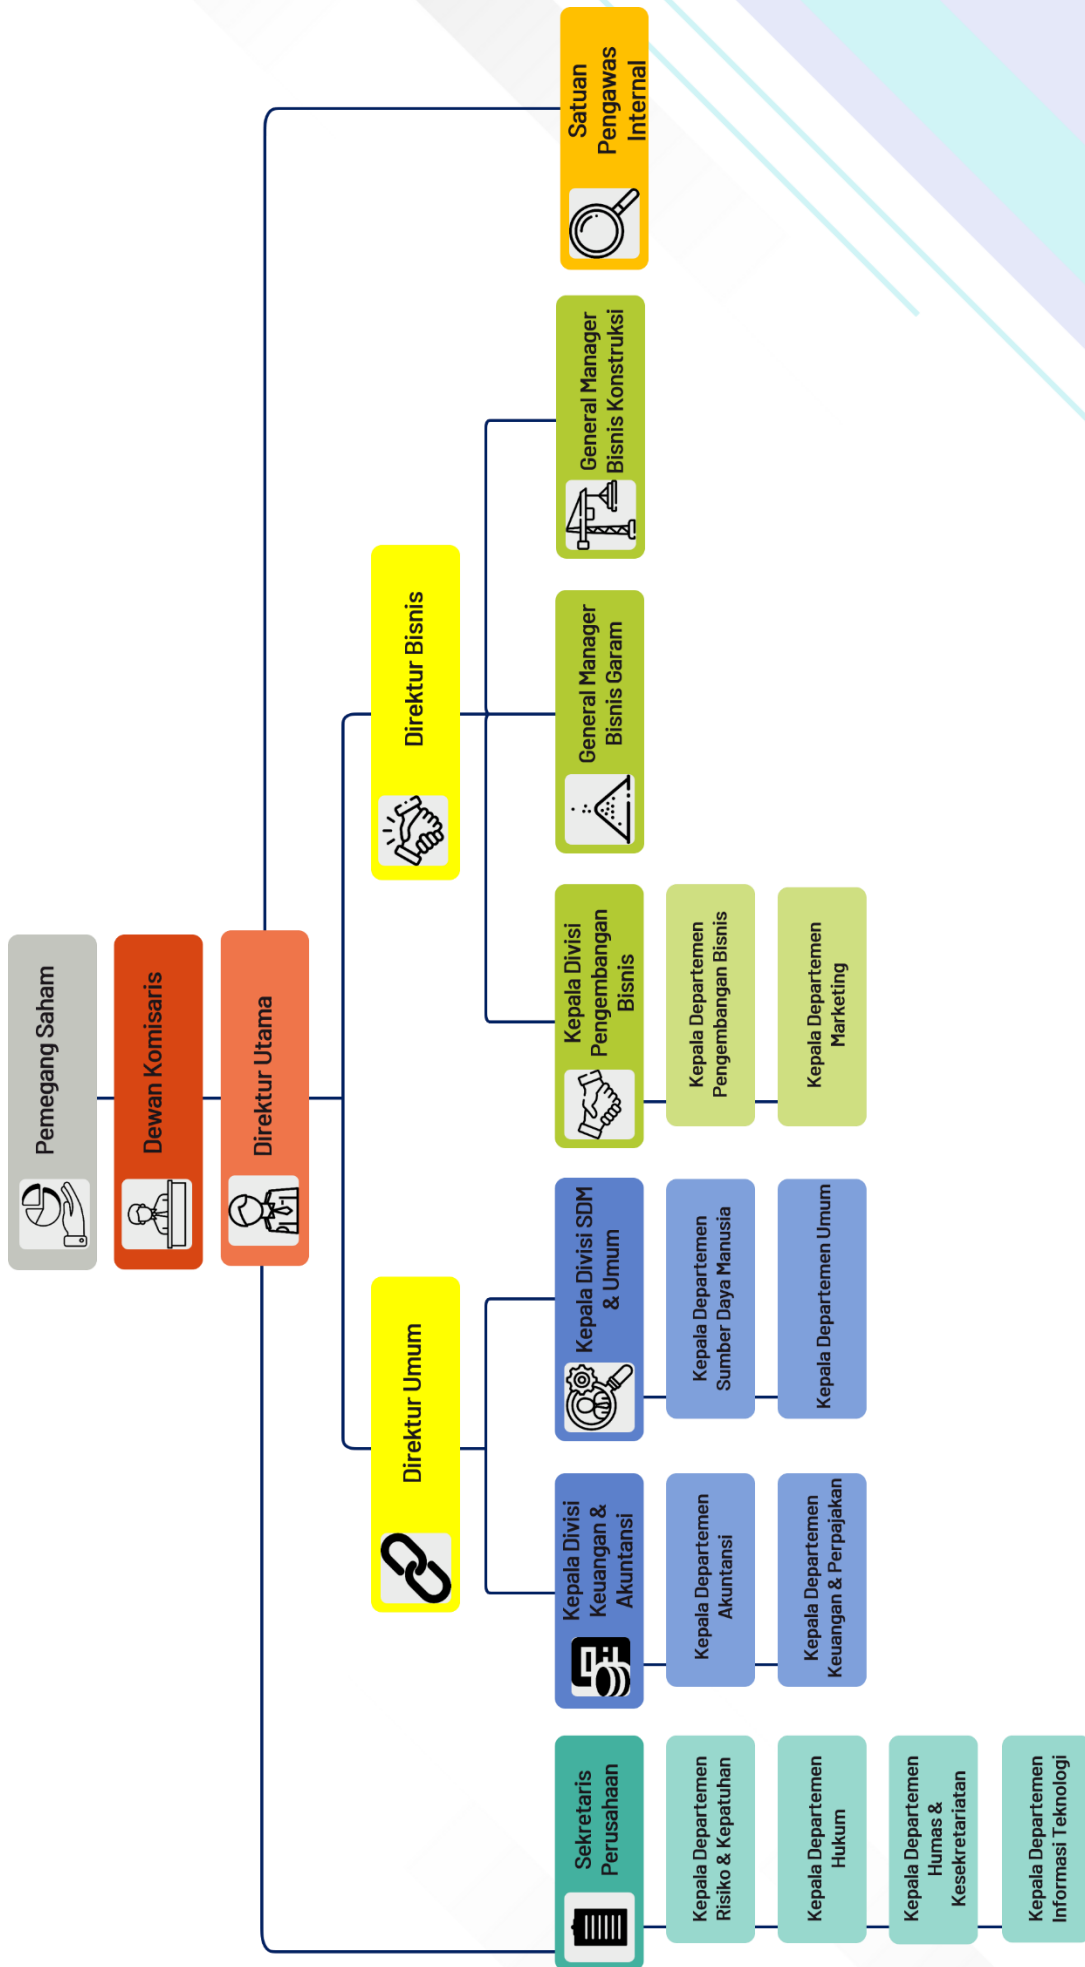 Pemegang Saham
Dewan Komisaris
Direktur Utama
Direktur Umum
Direktur Bisnis
Sekretaris
Perusahaan
Kepala Departemen
Risiko & Kepatuhan
Kepala Departemen
Hukum
Kepala Departemen
Humas &
Kesekretariatan
Kepala Departemen
Informasi Teknologi
Kepala Divisi
Keuangan &
Akuntansi
Kepala Departemen
Akuntansi
Kepala Departemen
Keuangan & Perpajakan
Kepala Divisi SDM
& Umum
Kepala Departemen
Sumber Daya Manusia
Kepala Departemen Umum
Kepala Divisi
Pengembangan
Bisnis
Kepala Departemen
Pengembangan Bisnis
Kepala Departemen
Marketing
General Manager
Bisnis Garam
General Manager
Bisnis Konstruksi
Satuan
Pengawas
Internal